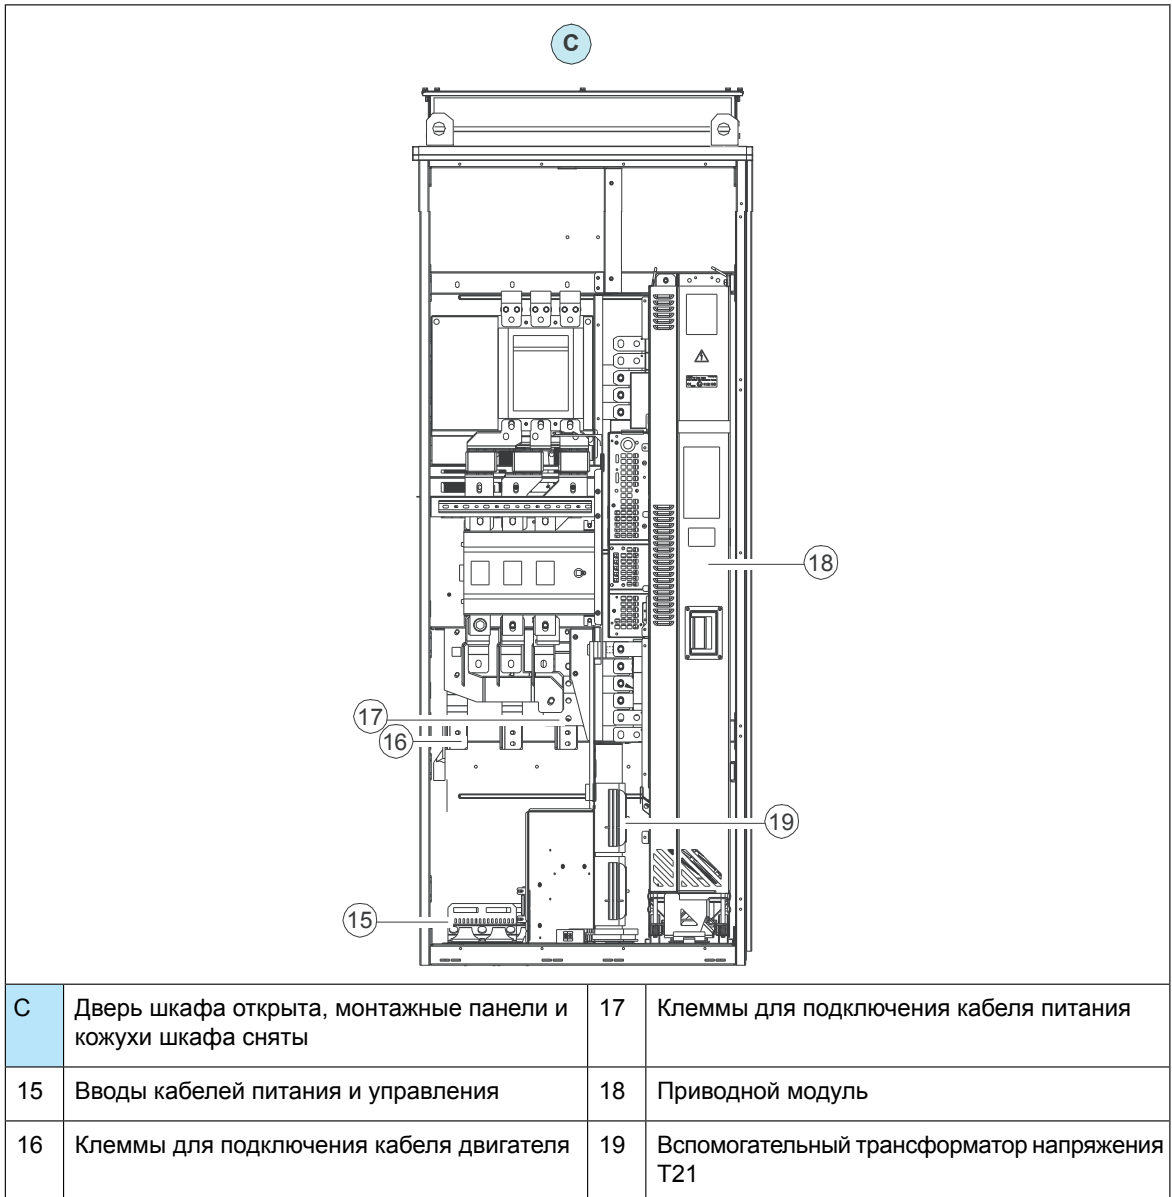 C
18
17
16
19
15
C Дверь шкафа открыта, монтажные панели и
кожухи шкафа сняты
17 Клеммы для подключения кабеля питания
15 Вводы кабелей питания и управления
18 Приводной модуль
16 Клеммы для подключения кабеля двигателя
19 Вспомогательный трансформатор напряжения
T21